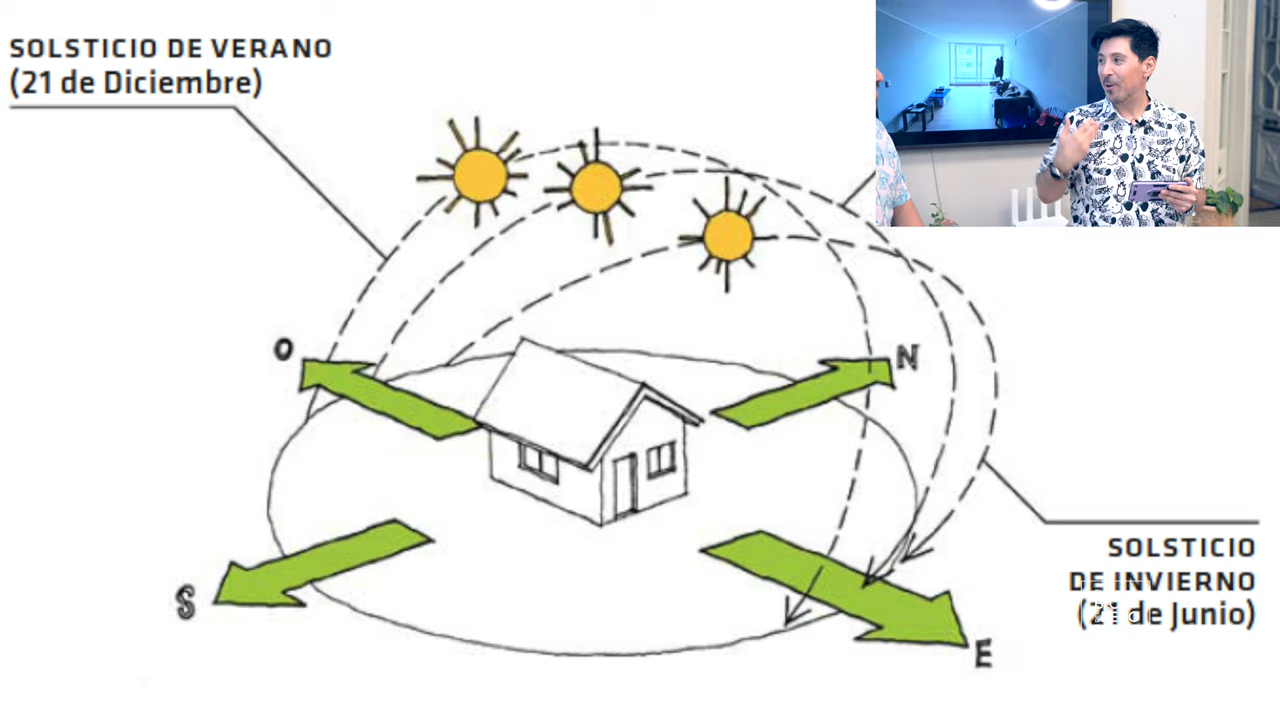 SOLSTICIO DE VERANO
(21 de Diciembre)
O
N
S
E
SOLSTICIO
DE INVIERNO
(21 de Junio)